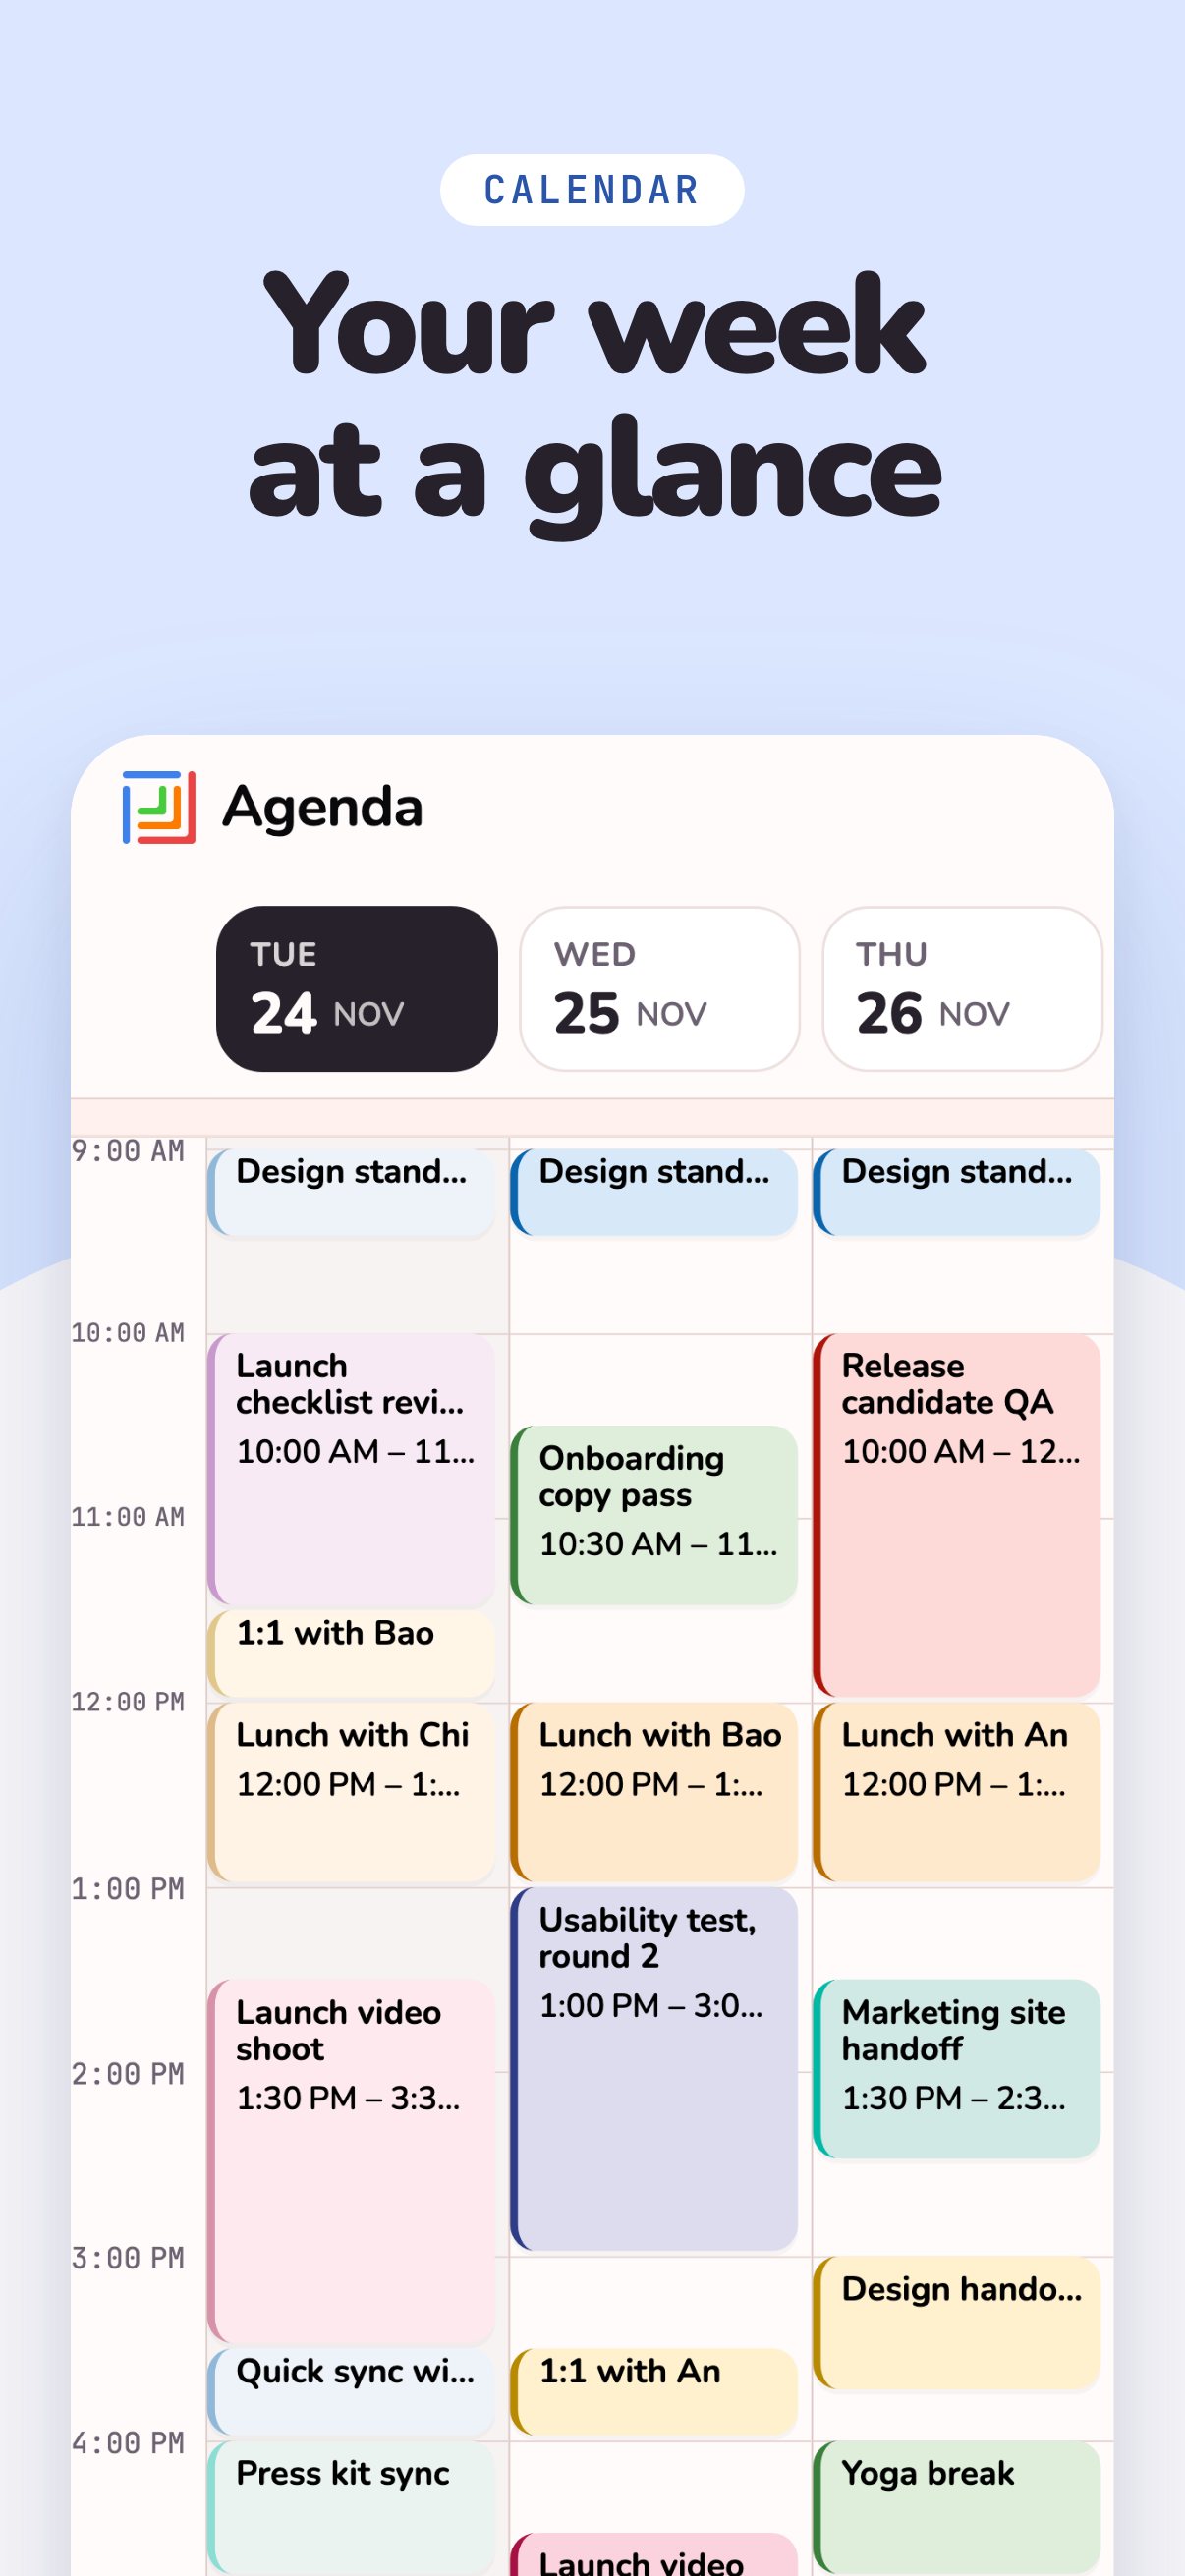 CALENDAR
Your week
at a glance
Agenda
TUE
24 NOV
WED
25 NOV
THU
26 NOV
9:00 AM
Design stand...
Design stand...
Design stand...
10:00 AM
Launch
checklist revi...
10:00 AM – 11...
Release
candidate QA
10:00 AM – 12...
Onboarding
copy pass
10:30 AM – 11...
11:00 AM
1:1 with Bao
12:00 PM
Lunch with Chi
12:00 PM – 1:...
Lunch with Bao
12:00 PM – 1:...
Lunch with An
12:00 PM – 1:...
1:00 PM
Usability test,
round 2
1:00 PM – 3:0...
Launch video
shoot
1:30 PM – 3:3...
Marketing site
handoff
1:30 PM – 2:3...
2:00 PM
3:00 PM
Design hando...
Quick sync wi...
1:1 with An
4:00 PM
Press kit sync
Yoga break
Launch video